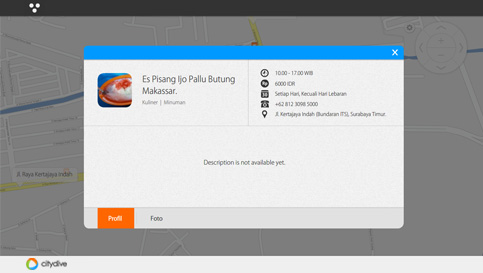 Es Pisang Ijo Pallu Butung
Makassar.
Kuliner | Minuman
10.00 - 17.00 WIB
6000 IDR
Setiap Hari, Kecuali Hari Lebaran
+62 812 3098.5000
Jl. Kertajaya Indah (Bundaran ITS), Surabaya Timur.
Description is not available yet.
Jl. Raya Kertajaya Indah
Profil
Foto
citydive